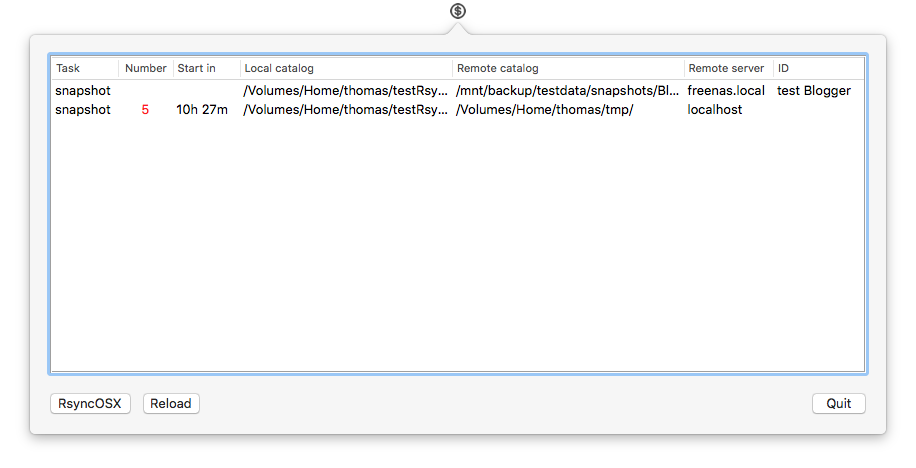 $
Task Number Start in Local catalog Remote catalog Remote server ID
snapshot /Volumes/Home/thomas/testRsy... /mnt/backup/testdata/snapshots/Bl... freenas.local test Blogger
snapshot 5 10h 27m /Volumes/Home/thomas/testRsy... /Volumes/Home/thomas/tmp/ localhost
RsyncOSX Reload Quit